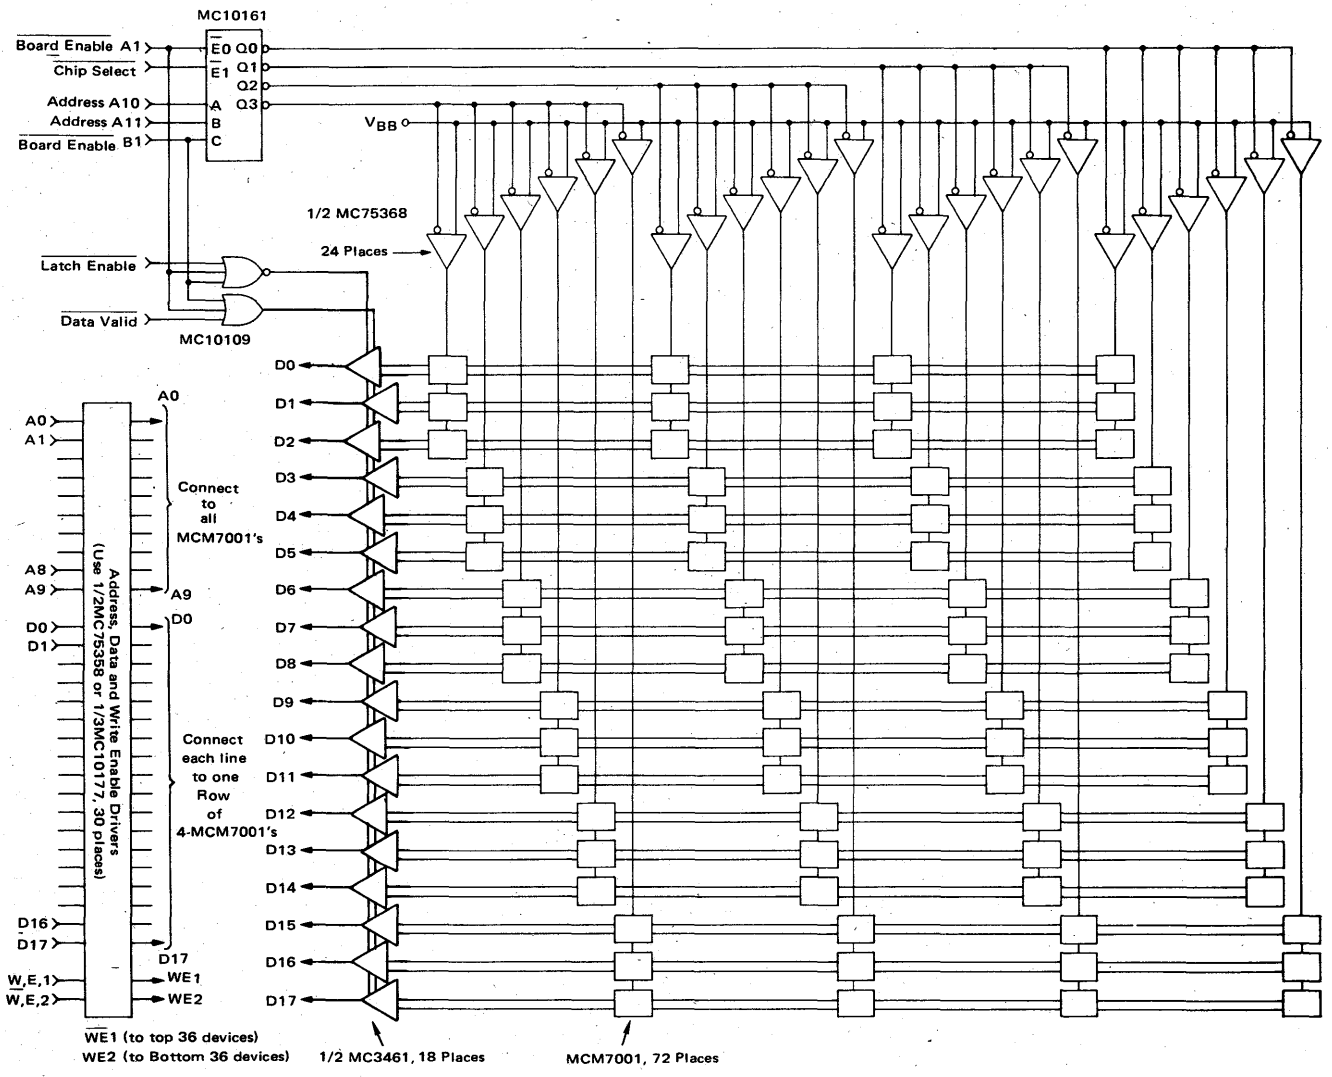 MC10161
Board Enable A1
E0 Q0
Chip Select
E1 Q1
Q2
Address A10
A Q3
Address A11
B
VBB
Board Enable B1
C
1/2 MC75368
24 Places
Latch Enable
Data Valid
MC10109
D0
D1
D2
D3
D4
D5
D6
D7
D8
D9
D10
D11
D12
D13
D14
D15
D16
D17
A0
A0
A1
Connect
to
all
MCM7001's
A8
A9
A9
D0
D0
D1
Address, Data and Write Enable Drivers
(Use 1/2MC75358 or 1/3MC10177, 30 places)
Connect
each line
to one
Row
of
4-MCM7001's
D16
D17
D17
W,E,1
WE1
W,E,2
WE2
WE1 (to top 36 devices)
WE2 (to Bottom 36 devices)
1/2 MC3461, 18 Places
MCM7001, 72 Places